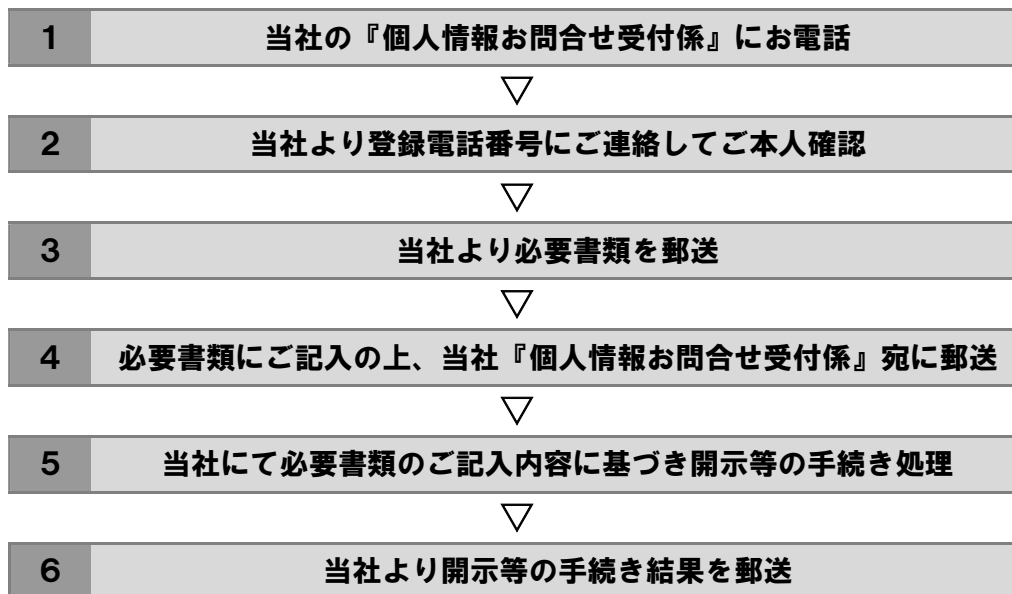 1 当社の『個人情報お問合せ受付係』にお電話
▽
2 当社より登録電話番号にご連絡してご本人確認
▽
3 当社より必要書類を郵送
▽
4 必要書類にご記入の上、当社『個人情報お問合せ受付係』宛に郵送
▽
5 当社にて必要書類のご記入内容に基づき開示等の手続き処理
▽
6 当社より開示等の手続き結果を郵送